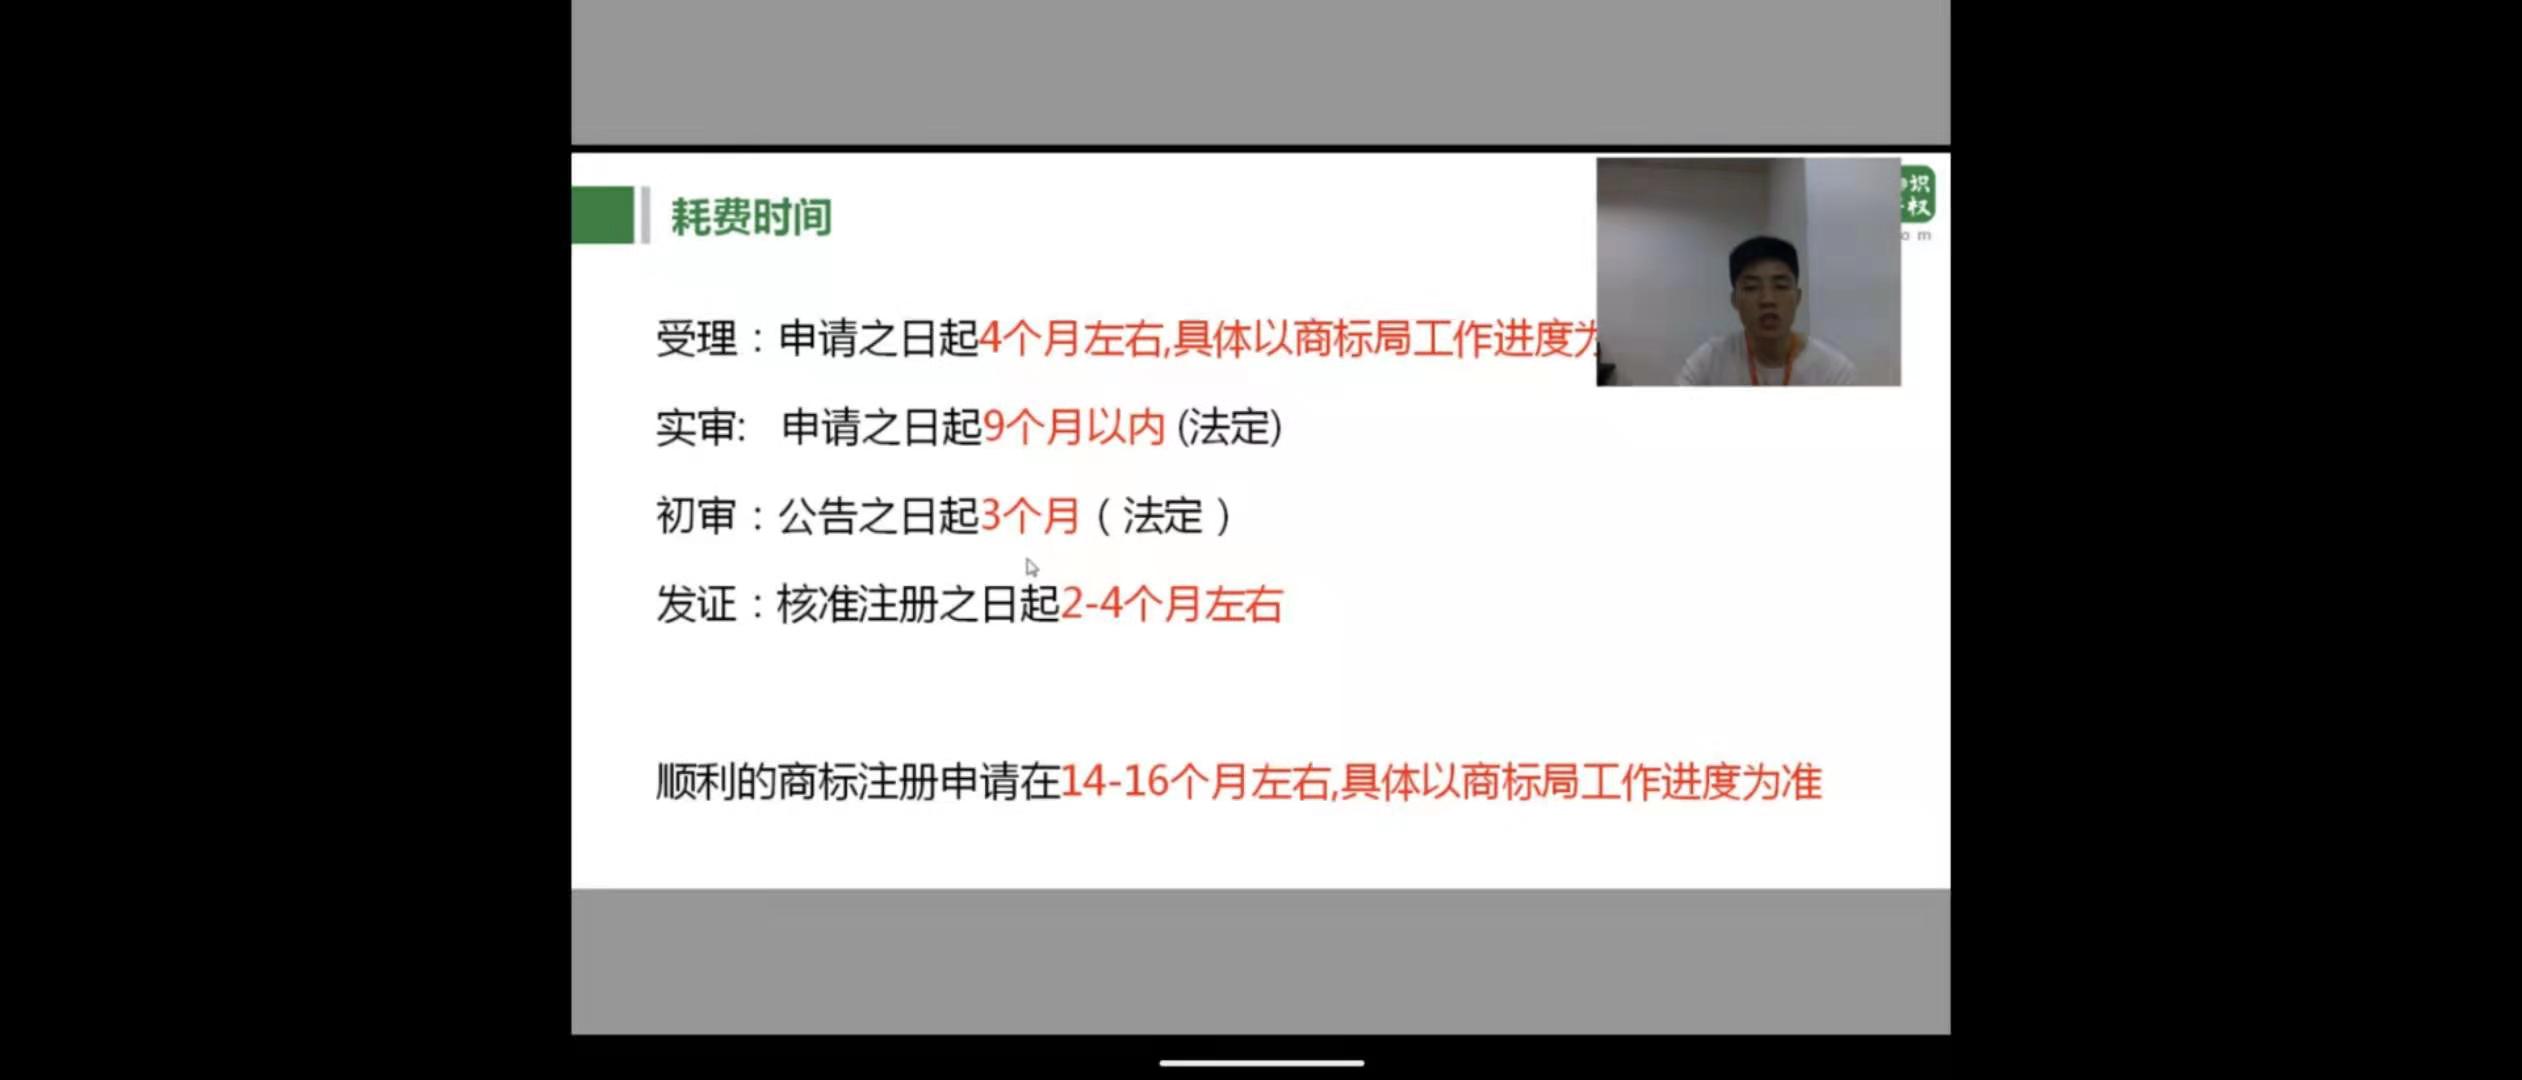 耗费时间
识
权
om
受理：申请之日起4个月左右,具体以商标局工作进度为
实审:  申请之日起9个月以内 (法定)
初审：公告之日起3个月（法定）
发证：核准注册之日起2-4个月左右
顺利的商标注册申请在14-16个月左右,具体以商标局工作进度为准